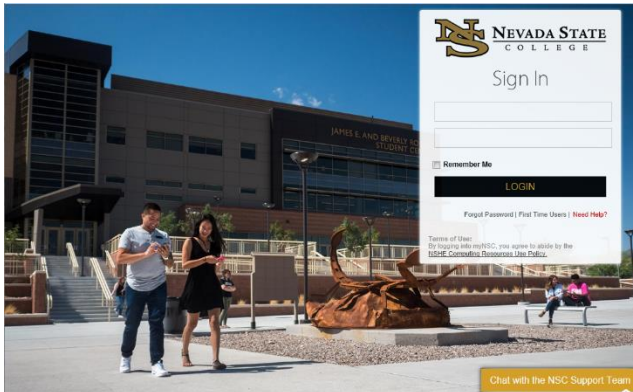 JAMES E. AND BEVERLY
STUDENT
NS NEVADA STATE
COLLEGE
Sign In
Remember Me
LOGIN
Forgot Password | First Time Users | Need Help?
Terms of Use:
By logging into myNSC, you agree to abide by the
NSHE Computing Resources Use Policy.
Chat with the NSC Support Team